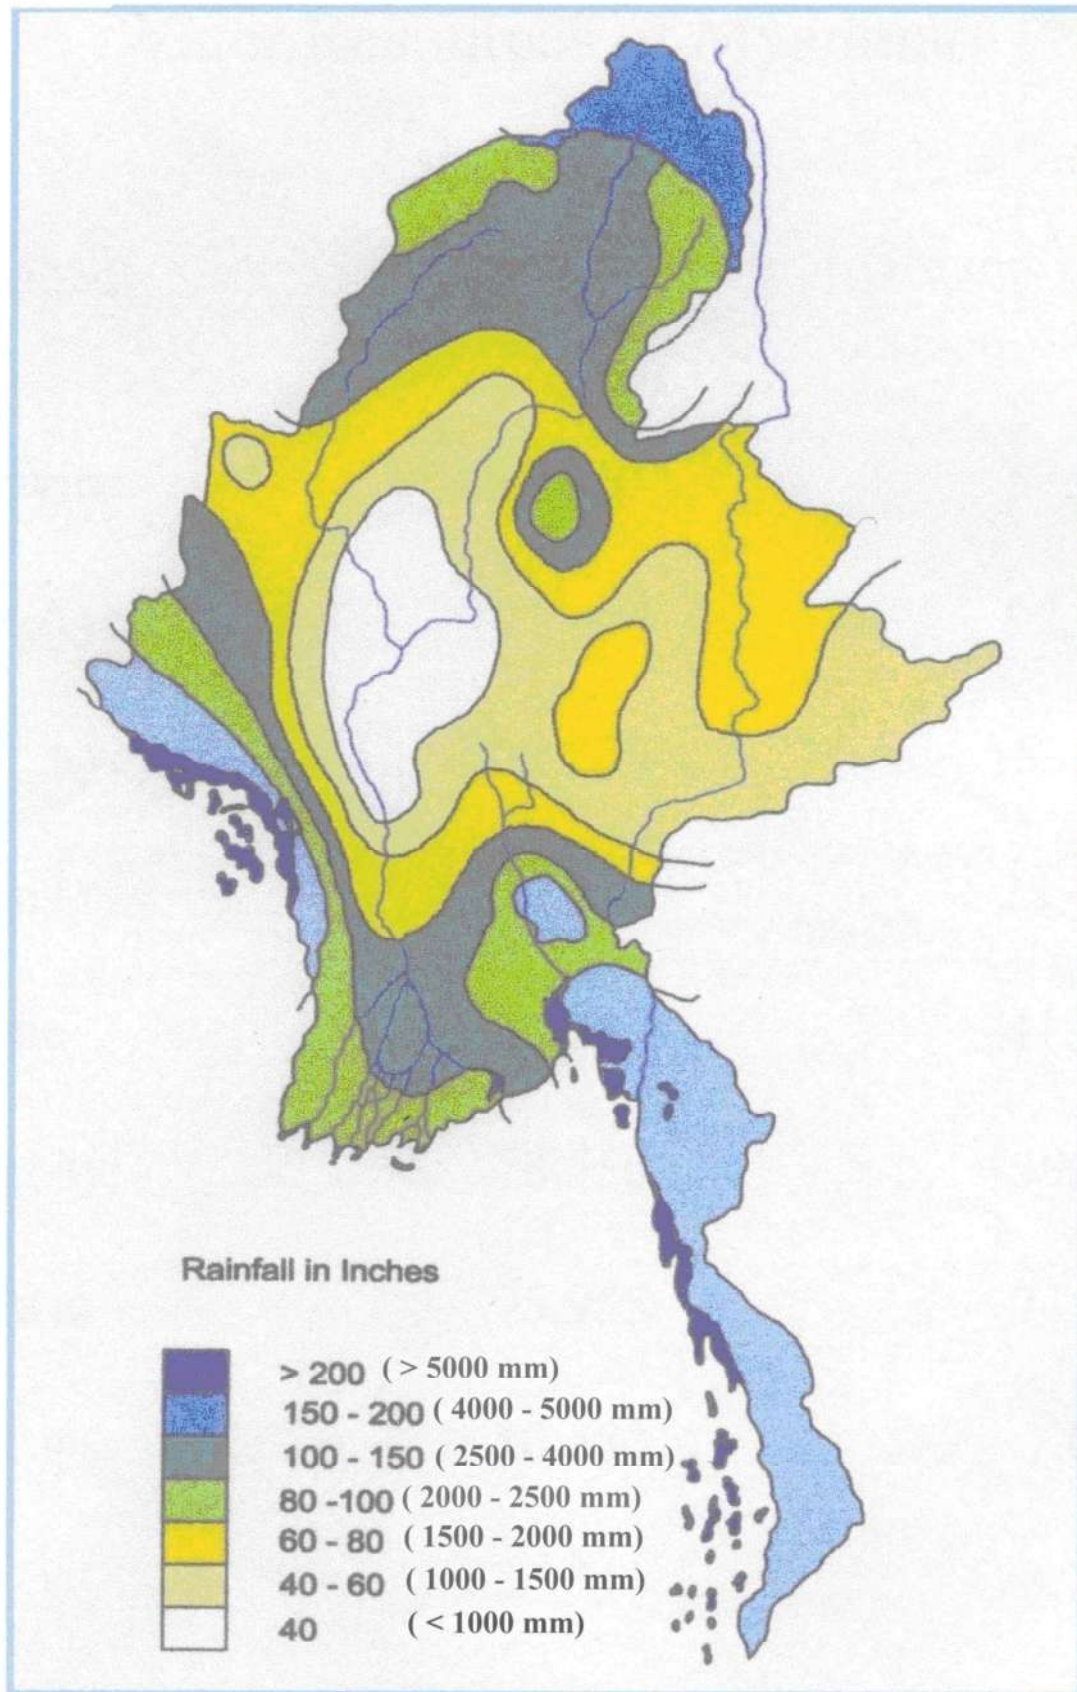 Rainfall in Inches
> 200 ( > 5000 mm)
150 - 200 ( 4000 - 5000 mm)
100 - 150 ( 2500 - 4000 mm)
80 -100 ( 2000 - 2500 mm)
60 - 80 ( 1500 - 2000 mm)
40 - 60 ( 1000 - 1500 mm)
40 ( < 1000 mm)